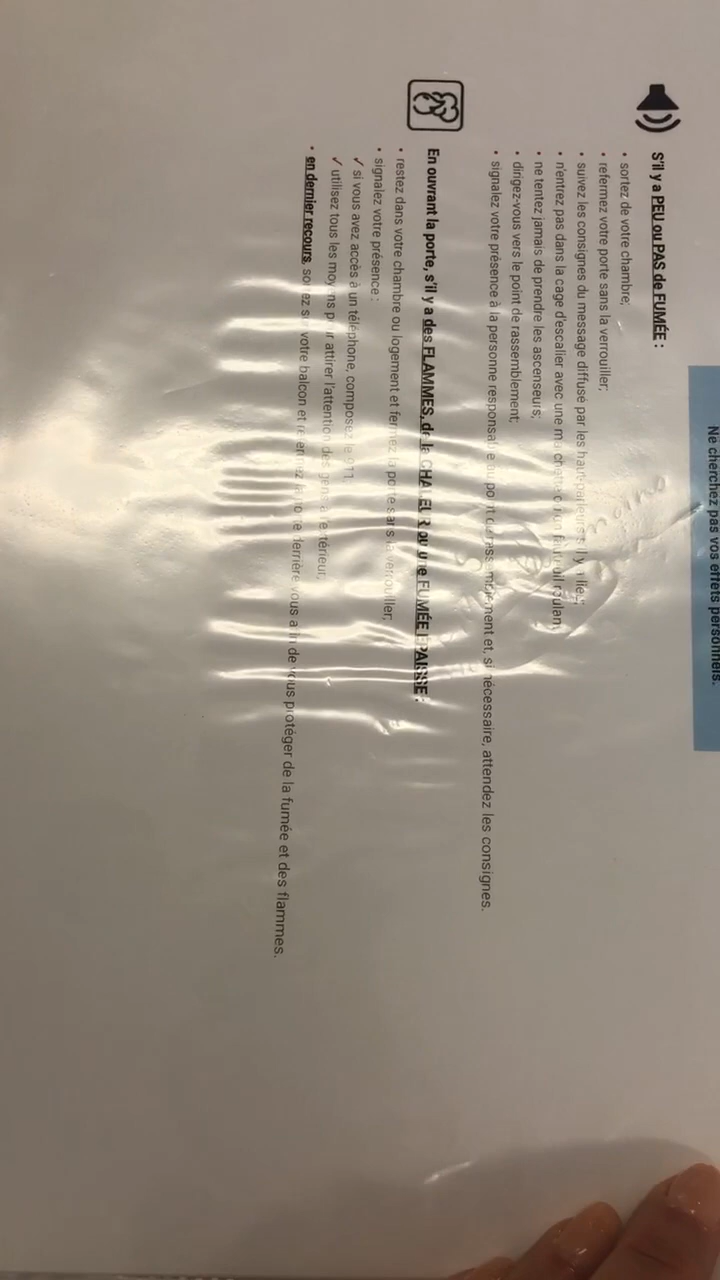 Ne cherchez pas vos effets personnels.
S'il y a PEU ou PAS de FUMÉE :
• sortez de votre chambre;
• refermez votre porte sans la verrouiller;
• suivez les consignes du message diffusé par les haut-parleurs s'il y a lieu;
• n'entrez pas dans la cage d'escalier avec une marchette ou un fauteuil roulant;
• ne tentez jamais de prendre les ascenseurs;
• dirigez-vous vers le point de rassemblement;
• signalez votre présence à la personne responsable au point de rassemblement et, si nécessaire, attendez les consignes.
En ouvrant la porte, s'il y a des FLAMMES, de la CHALEUR ou une FUMÉE ÉPAISSE :
• restez dans votre chambre ou logement et fermez la porte sans la verrouiller;
• signalez votre présence :
✓ si vous avez accès à un téléphone, composez le 911.
✓ utilisez tous les moyens pour attirer l'attention des gens à l'extérieur.
• en dernier recours, sortez sur votre balcon et refermez la porte derrière vous afin de vous protéger de la fumée et des flammes.